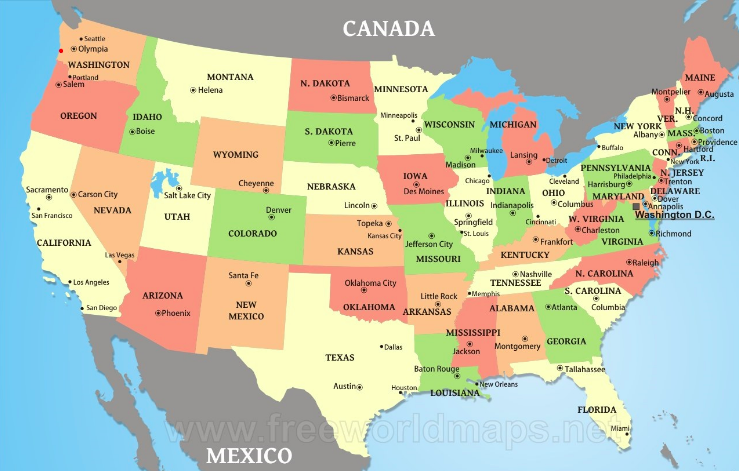 CANADA
Seattle
Olympia
WASHINGTON
Portland
Salem
OREGON
IDAHO
Boise
MONTANA
Helena
N. DAKOTA
Bismarck
MINNESOTA
Minneapolis
St. Paul
S. DAKOTA
Pierre
WYOMING
Cheyenne
WISCONSIN
Milwaukee
Madison
MICHIGAN
Lansing
Detroit
MAINE
Augusta
Montpelier
VER.
N.H.
Concord
NEW YORK
Albany
Buffalo
New York
MASS.
Boston
Providence
CONN.
Hartford
R.I.
PENNSYLVANIA
Philadelphia
Harrisburg
N. JERSEY
Trenton
MARYLAND
DELAWARE
Dover
Annapolis
Washington D.C.
Sacramento
San Francisco
CALIFORNIA
Los Angeles
San Diego
Carson City
NEVADA
Las Vegas
Salt Lake City
UTAH
Denver
COLORADO
NEBRASKA
Lincoln
IOWA
Des Moines
Chicago
ILLINOIS
Springfield
St. Louis
INDIANA
Indianapolis
OHIO
Cleveland
Columbus
Cincinnati
W. VIRGINIA
Charleston
VIRGINIA
Richmond
Topeka
Kansas City
KANSAS
Jefferson City
MISSOURI
KENTUCKY
Frankfort
Nashville
TENNESSEE
Memphis
N. CAROLINA
Raleigh
S. CAROLINA
Columbia
ARIZONA
Phoenix
Santa Fe
NEW
MEXICO
Oklahoma City
OKLAHOMA
Little Rock
ARKANSAS
MISSISSIPPI
Jackson
ALABAMA
Montgomery
Atlanta
GEORGIA
TEXAS
Dallas
Austin
Houston
Baton Rouge
New Orleans
LOUISIANA
Tallahassee
FLORIDA
Miami
www.freeworldmaps.net
MEXICO